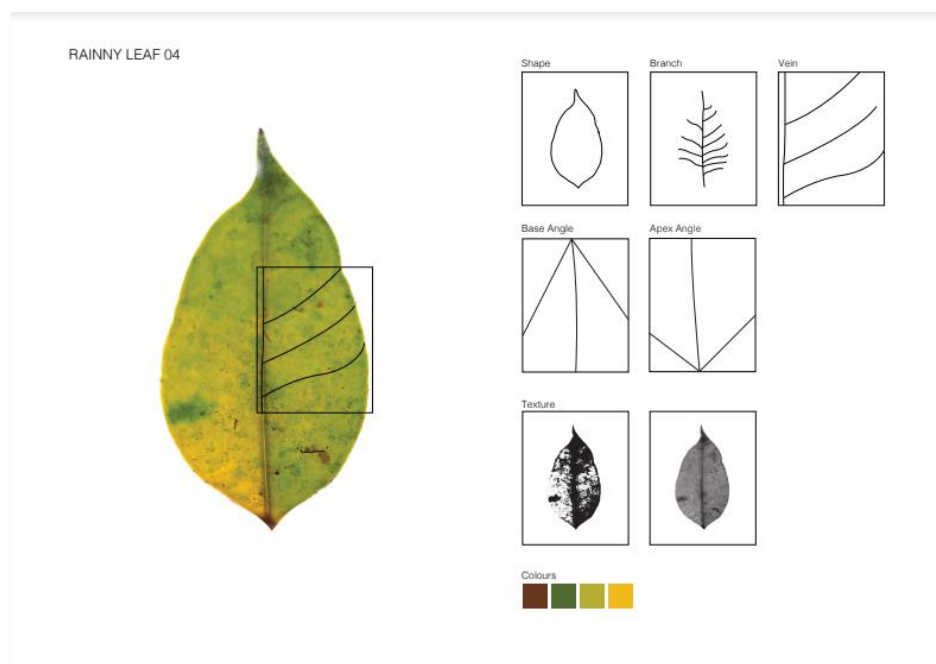 RAINNY LEAF 04
Shape
Branch
Vein
Base Angle
Apex Angle
Texture
Colours